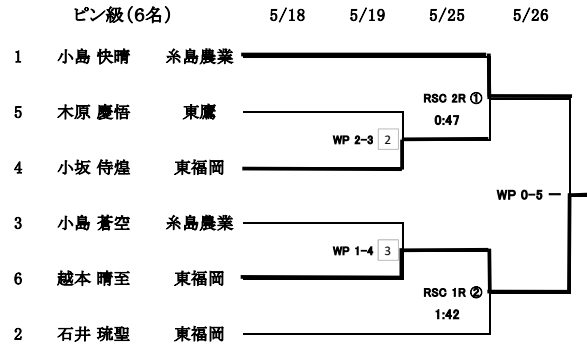 ピン級（6名） 5/18 5/19 5/25 5/26
1 小島 快晴 糸島農業
RSC 2R ①
5 木原 慶悟 東鷹
0:47
WP 2-3 2
4 小坂 侍煌 東福岡
WP 0-5
3 小島 蒼空 糸島農業
WP 1-4 3
6 越本 晴至 東福岡
RSC 1R ②
1:42
2 石井 琉聖 東福岡